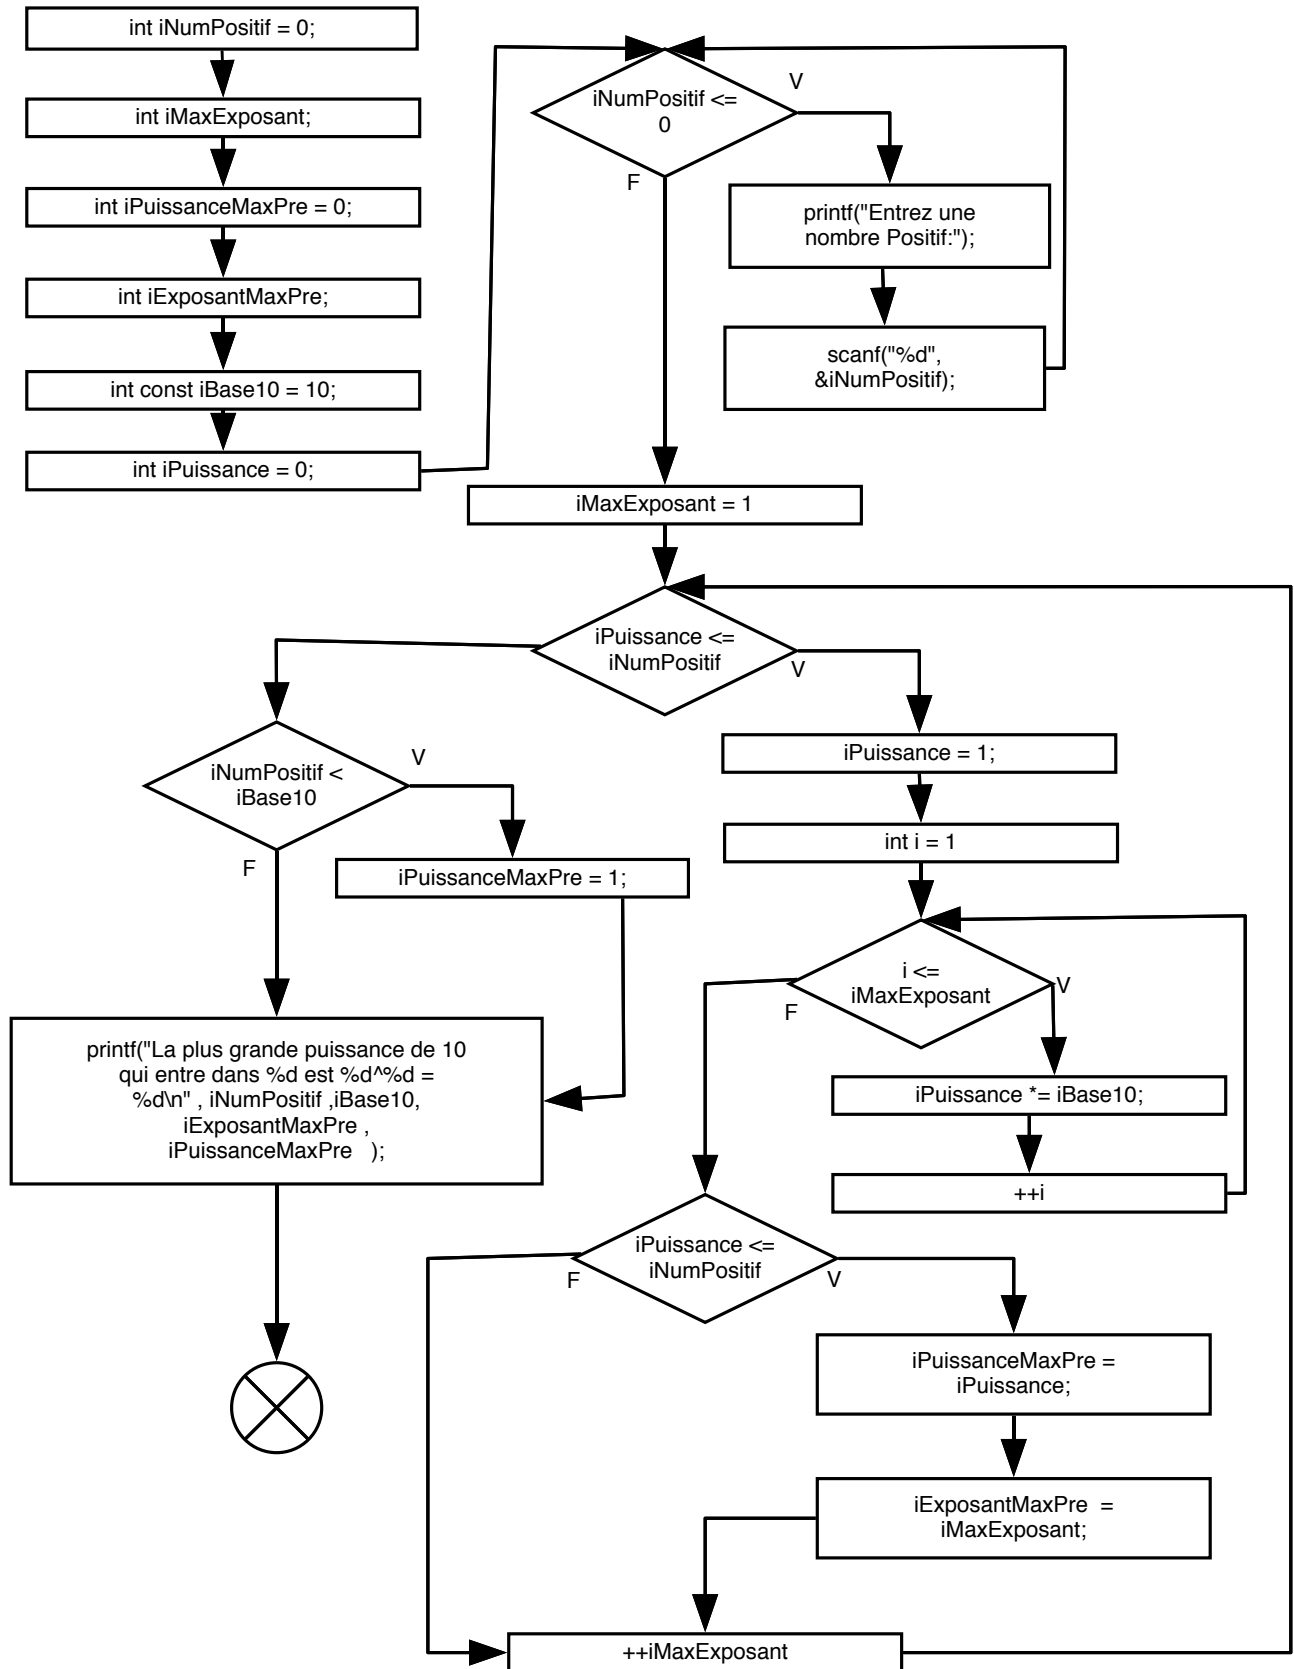 int iNumPositif = 0;
int iMaxExposant;
int iPuissanceMaxPre = 0;
int iExposantMaxPre;
int const iBase10 = 10;
int iPuissance = 0;
iNumPositif <=
0
V
F
printf("Entrez une
nombre Positif:");
scanf("%d",
&iNumPositif);
iMaxExposant = 1
iPuissance <=
iNumPositif
V
iNumPositif <
iBase10
V
F
iPuissanceMaxPre = 1;
printf("La plus grande puissance de 10
qui entre dans %d est %d^%d =
%d\n" , iNumPositif ,iBase10,
iExposantMaxPre ,
iPuissanceMaxPre );
iPuissance = 1;
int i = 1
i <=
iMaxExposant
V
F
iPuissance *= iBase10;
++i
iPuissance <=
iNumPositif
F
V
iPuissanceMaxPre =
iPuissance;
iExposantMaxPre =
iMaxExposant;
++iMaxExposant